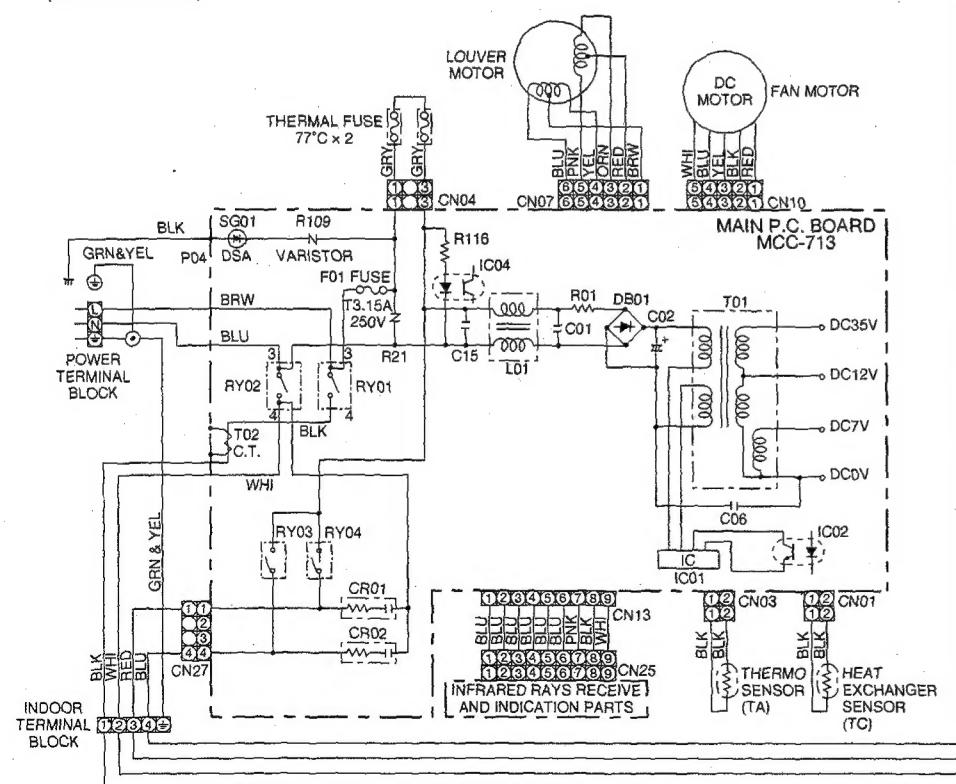 LOUVER
MOTOR
DC
MOTOR
FAN MOTOR
THERMAL FUSE
77°C x 2
GRY
GRY
BLU
PNK
YEL
ORN
RED
BRW
WHI
BLU
YEL
BLK
RED
1 3
1 3
CN04
CN07
6 5 4 3 2 1
6 5 4 3 2 1
5 4 3 2 1
5 4 3 2 1
CN10
MAIN P.C. BOARD
MCC-713
BLK
SG01
R109
P04
DSA
VARISTOR
GRN&YEL
R116
IC04
F01 FUSE
T3.15A
250V
BRW
L
N
BLU
POWER
TERMINAL
BLOCK
R21
C15
L01
R01
C01
DB01
C02
+
T01
DC35V
DC12V
DC7V
DC0V
3
3
RY02
RY01
4
4
BLK
T02
C.T.
WHI
C06
IC02
IC
IC01
GRN & YEL
RY03
RY04
CR01
CR02
1 1
2
3
4 4
CN27
1 2 3 4 5 6 7 8 9
CN13
BLU
BLU
BLU
BLU
BLU
BLU
PNK
BLK
WHI
1 2 3 4 5 6 7 8 9
1 2 3 4 5 6 7 8 9
CN25
INFRARED RAYS RECEIVE
AND INDICATION PARTS
1 2
1 2
CN03
1 2
1 2
CN01
BLK
BLK
BLK
BLK
THERMO
SENSOR
(TA)
HEAT
EXCHANGER
SENSOR
(TC)
BLK
WHI
RED
BLU
INDOOR
TERMINAL
BLOCK
1 2 3 4